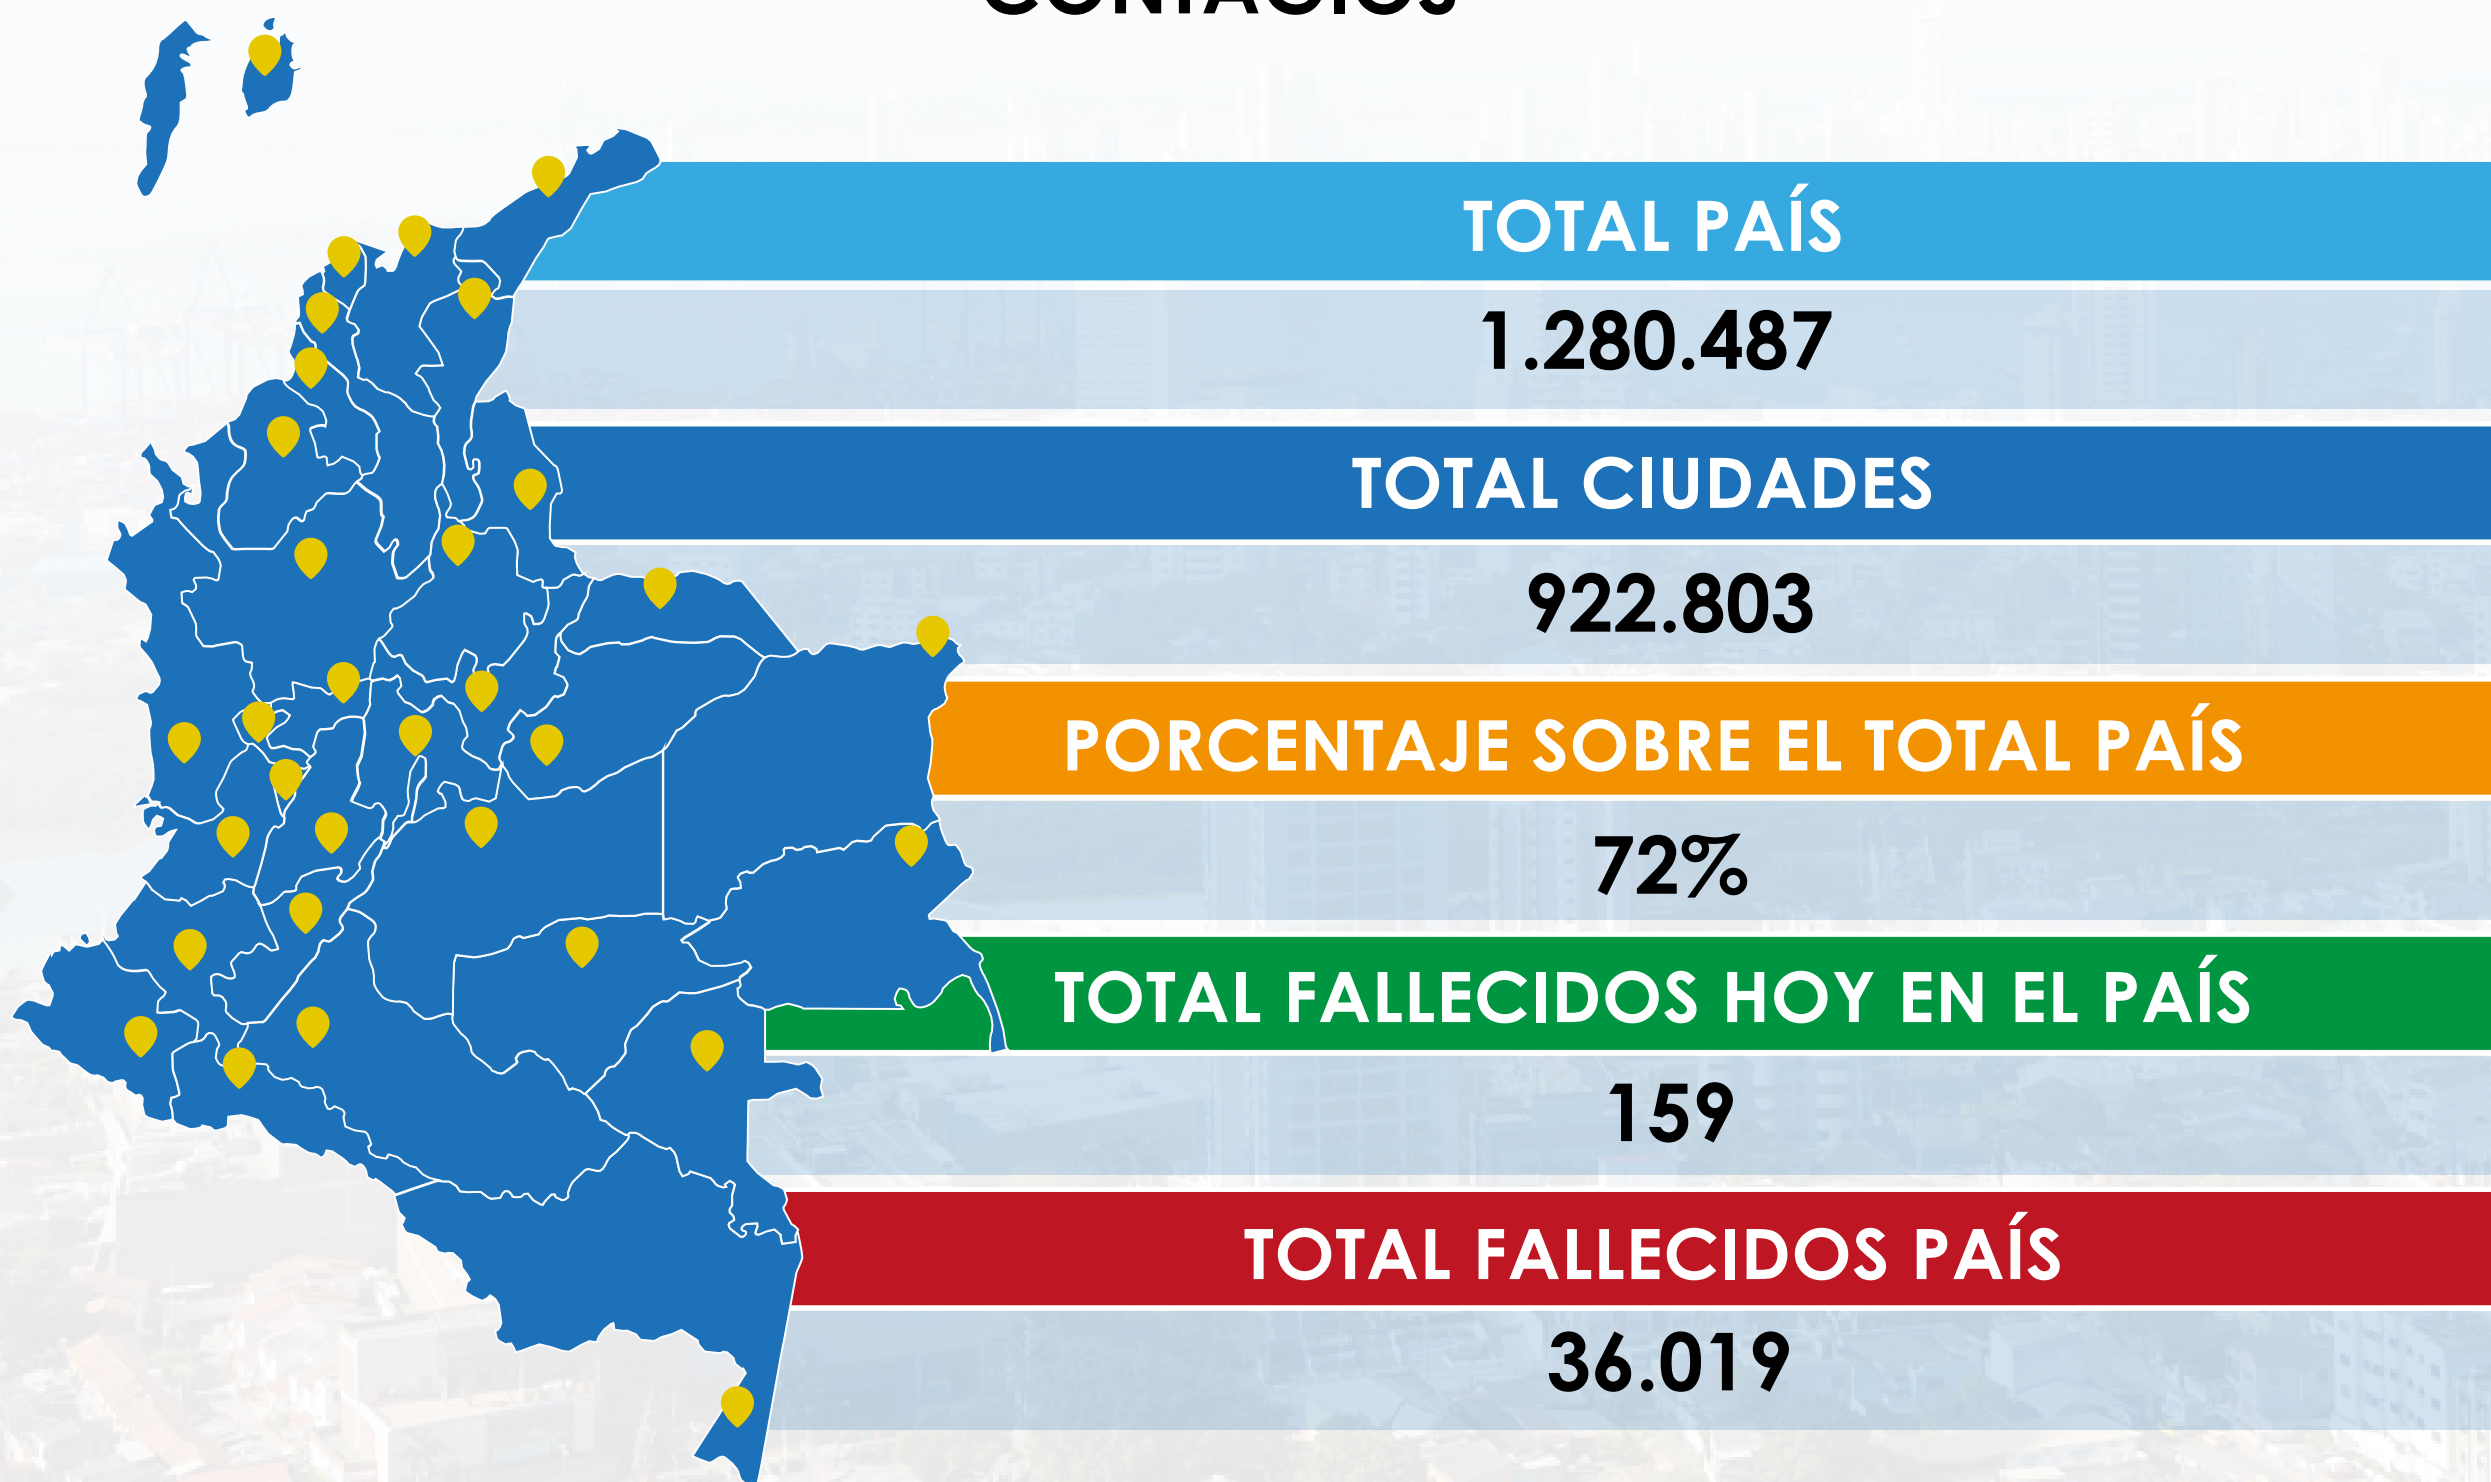 CONTAGIOS
TOTAL PAÍS
1.280.487
TOTAL CIUDADES
922.803
PORCENTAJE SOBRE EL TOTAL PAÍS
72%
TOTAL FALLECIDOS HOY EN EL PAÍS
159
TOTAL FALLECIDOS PAÍS
36.019